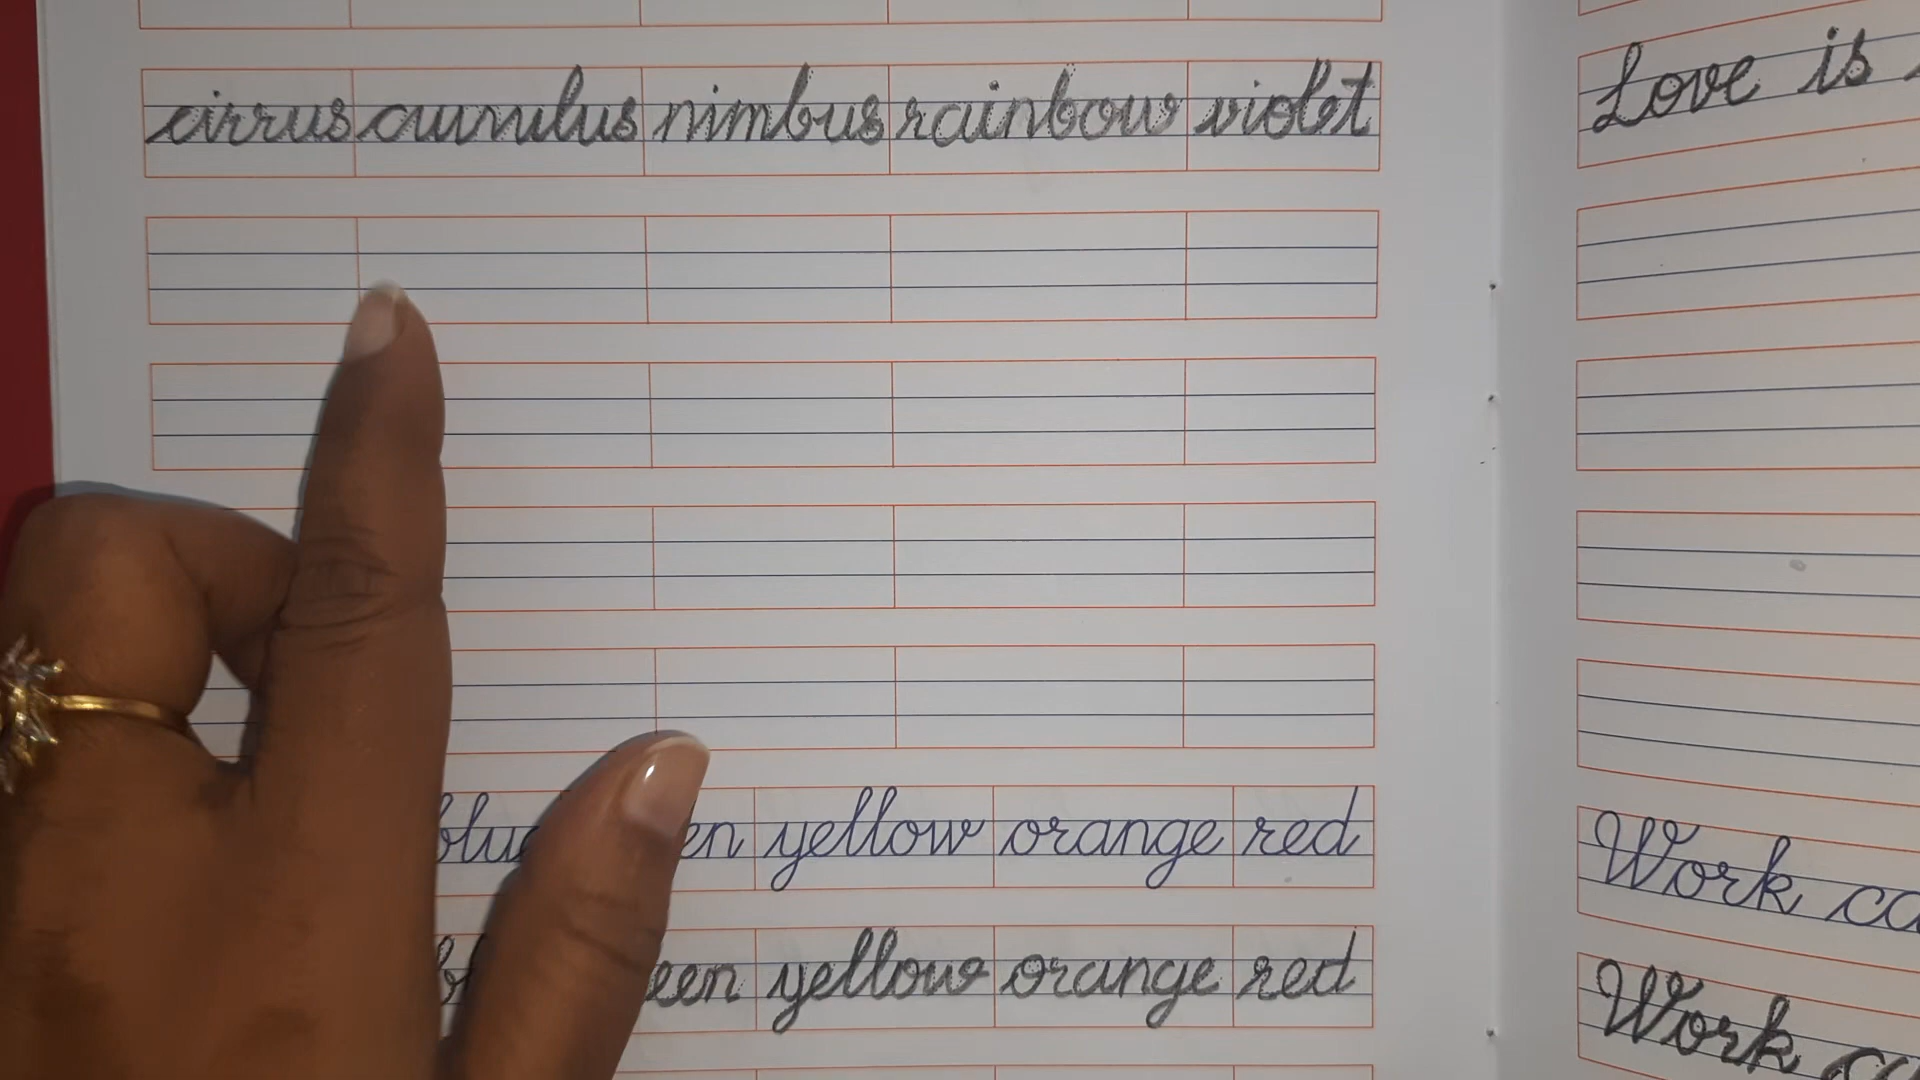 cirrus cumulus nimbus rainbow violet
yellow orange red
yellow orange red
Love is
Work
Work